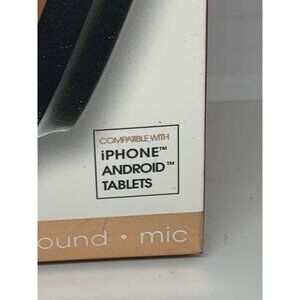 COMPATIBLE WITH
iPHONE™
ANDROID™
TABLETS
ound • mic